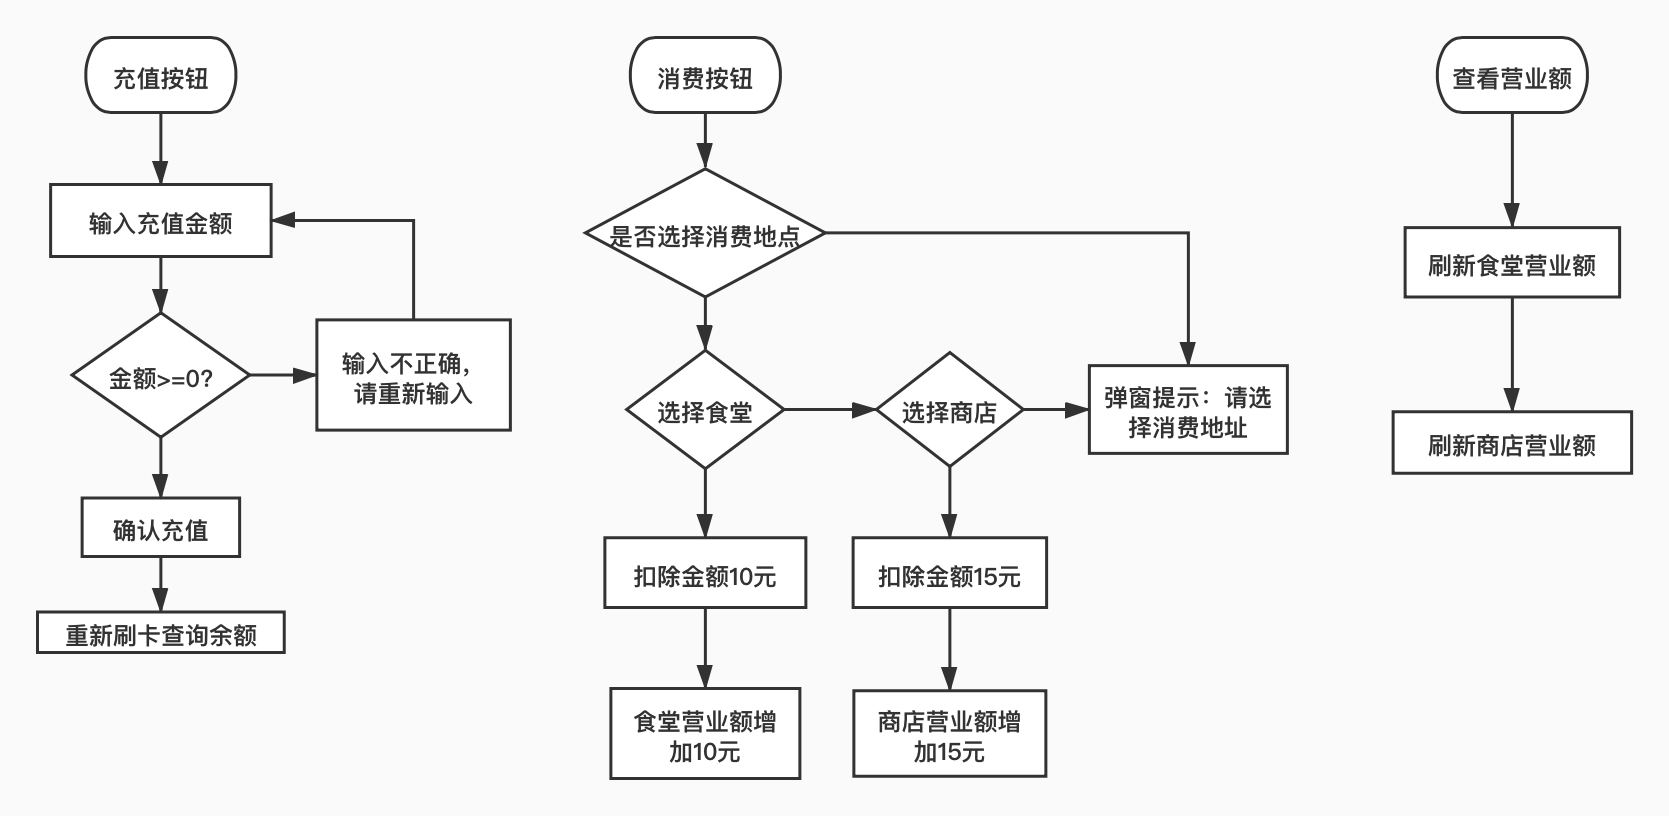 充值按钮
输入充值金额
金额>=0?
输入不正确，
请重新输入
确认充值
重新刷卡查询余额
消费按钮
是否选择消费地点
选择食堂
选择商店
弹窗提示：请选
择消费地址
扣除金额10元
扣除金额15元
食堂营业额增
加10元
商店营业额增
加15元
查看营业额
刷新食堂营业额
刷新商店营业额